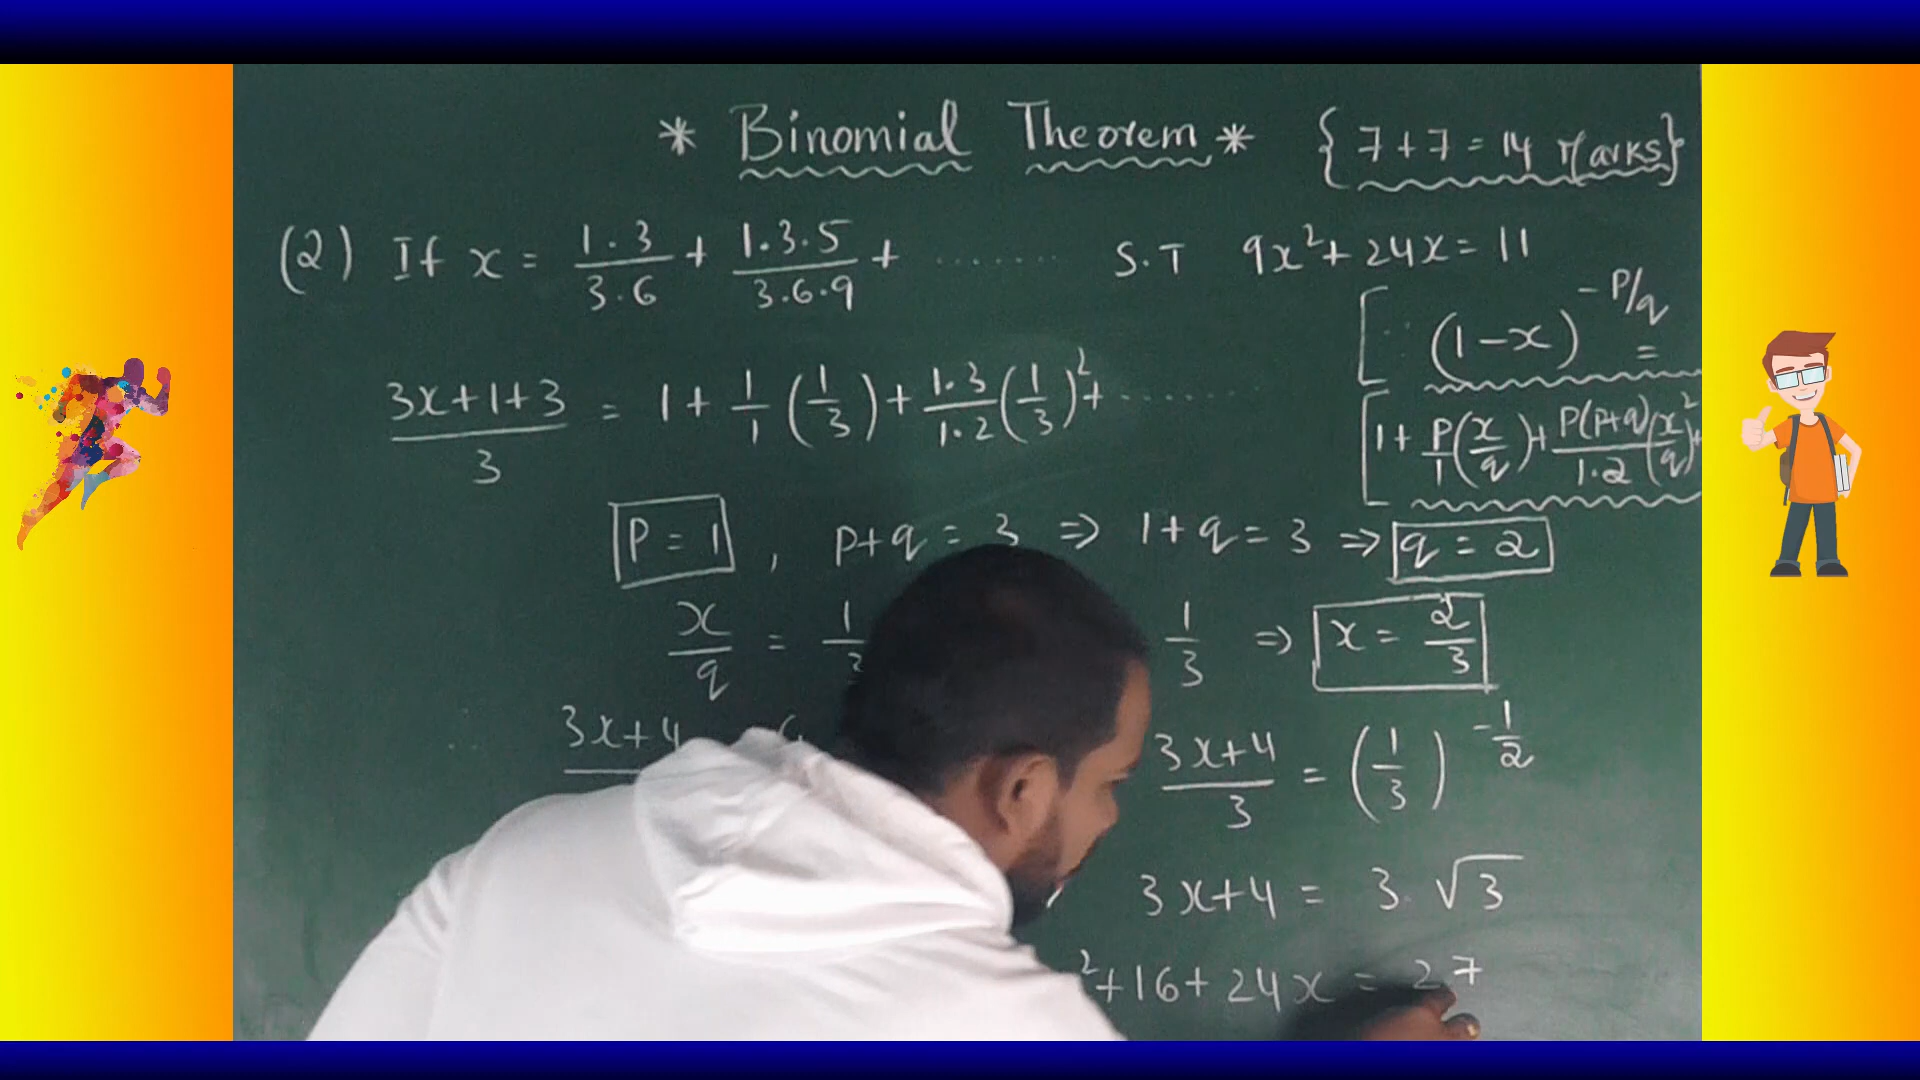 * Binomial Theorem * {7+7=14 Marks}
(2) If x = 1·3/3·6 + 1·3·5/3·6·9 + ........ S.T 9x²+24x=11
[∵ (1-x)^(-P/q) =
3x+1+3/3 = 1+ 1/1 (1/3) + 1·3/1·2 (1/3)² + ........
[1+ P/1 (x/q) + P(P+q)/1·2 (x/q)² +
P = 1 , P+q = 3 ⇒ 1+q = 3 ⇒ q = 2
x/q = 1/3 1/3 ⇒ x = 2/3
3x+4 3x+4/3 = (1/3)^(-1/2)
3x+4 = 3·√3
²+16+24x = 27